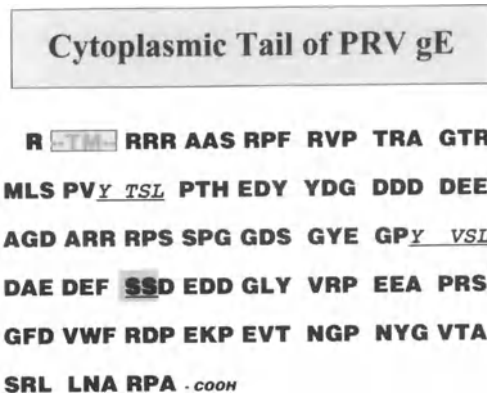 Cytoplasmic Tail of PRV gE
R -TM- RRR AAS RPF RVP TRA GTR
MLS PVY TSL PTH EDY YDG DDD DEE
AGD ARR RPS SPG GDS GYE GPY VSL
DAE DEF SSD EDD GLY VRP EEA PRS
GFD VWF RDP EKP EVT NGP NYG VTA
SRL LNA RPA - COOH